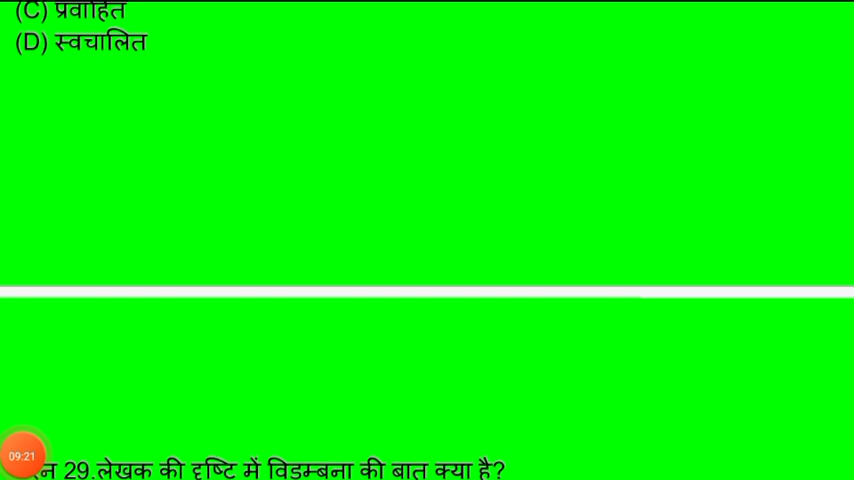 (C) प्रवाहित
(D) स्वचालित
09:21
29.लेखक की दृष्टि में विडम्बना की बात क्या है?